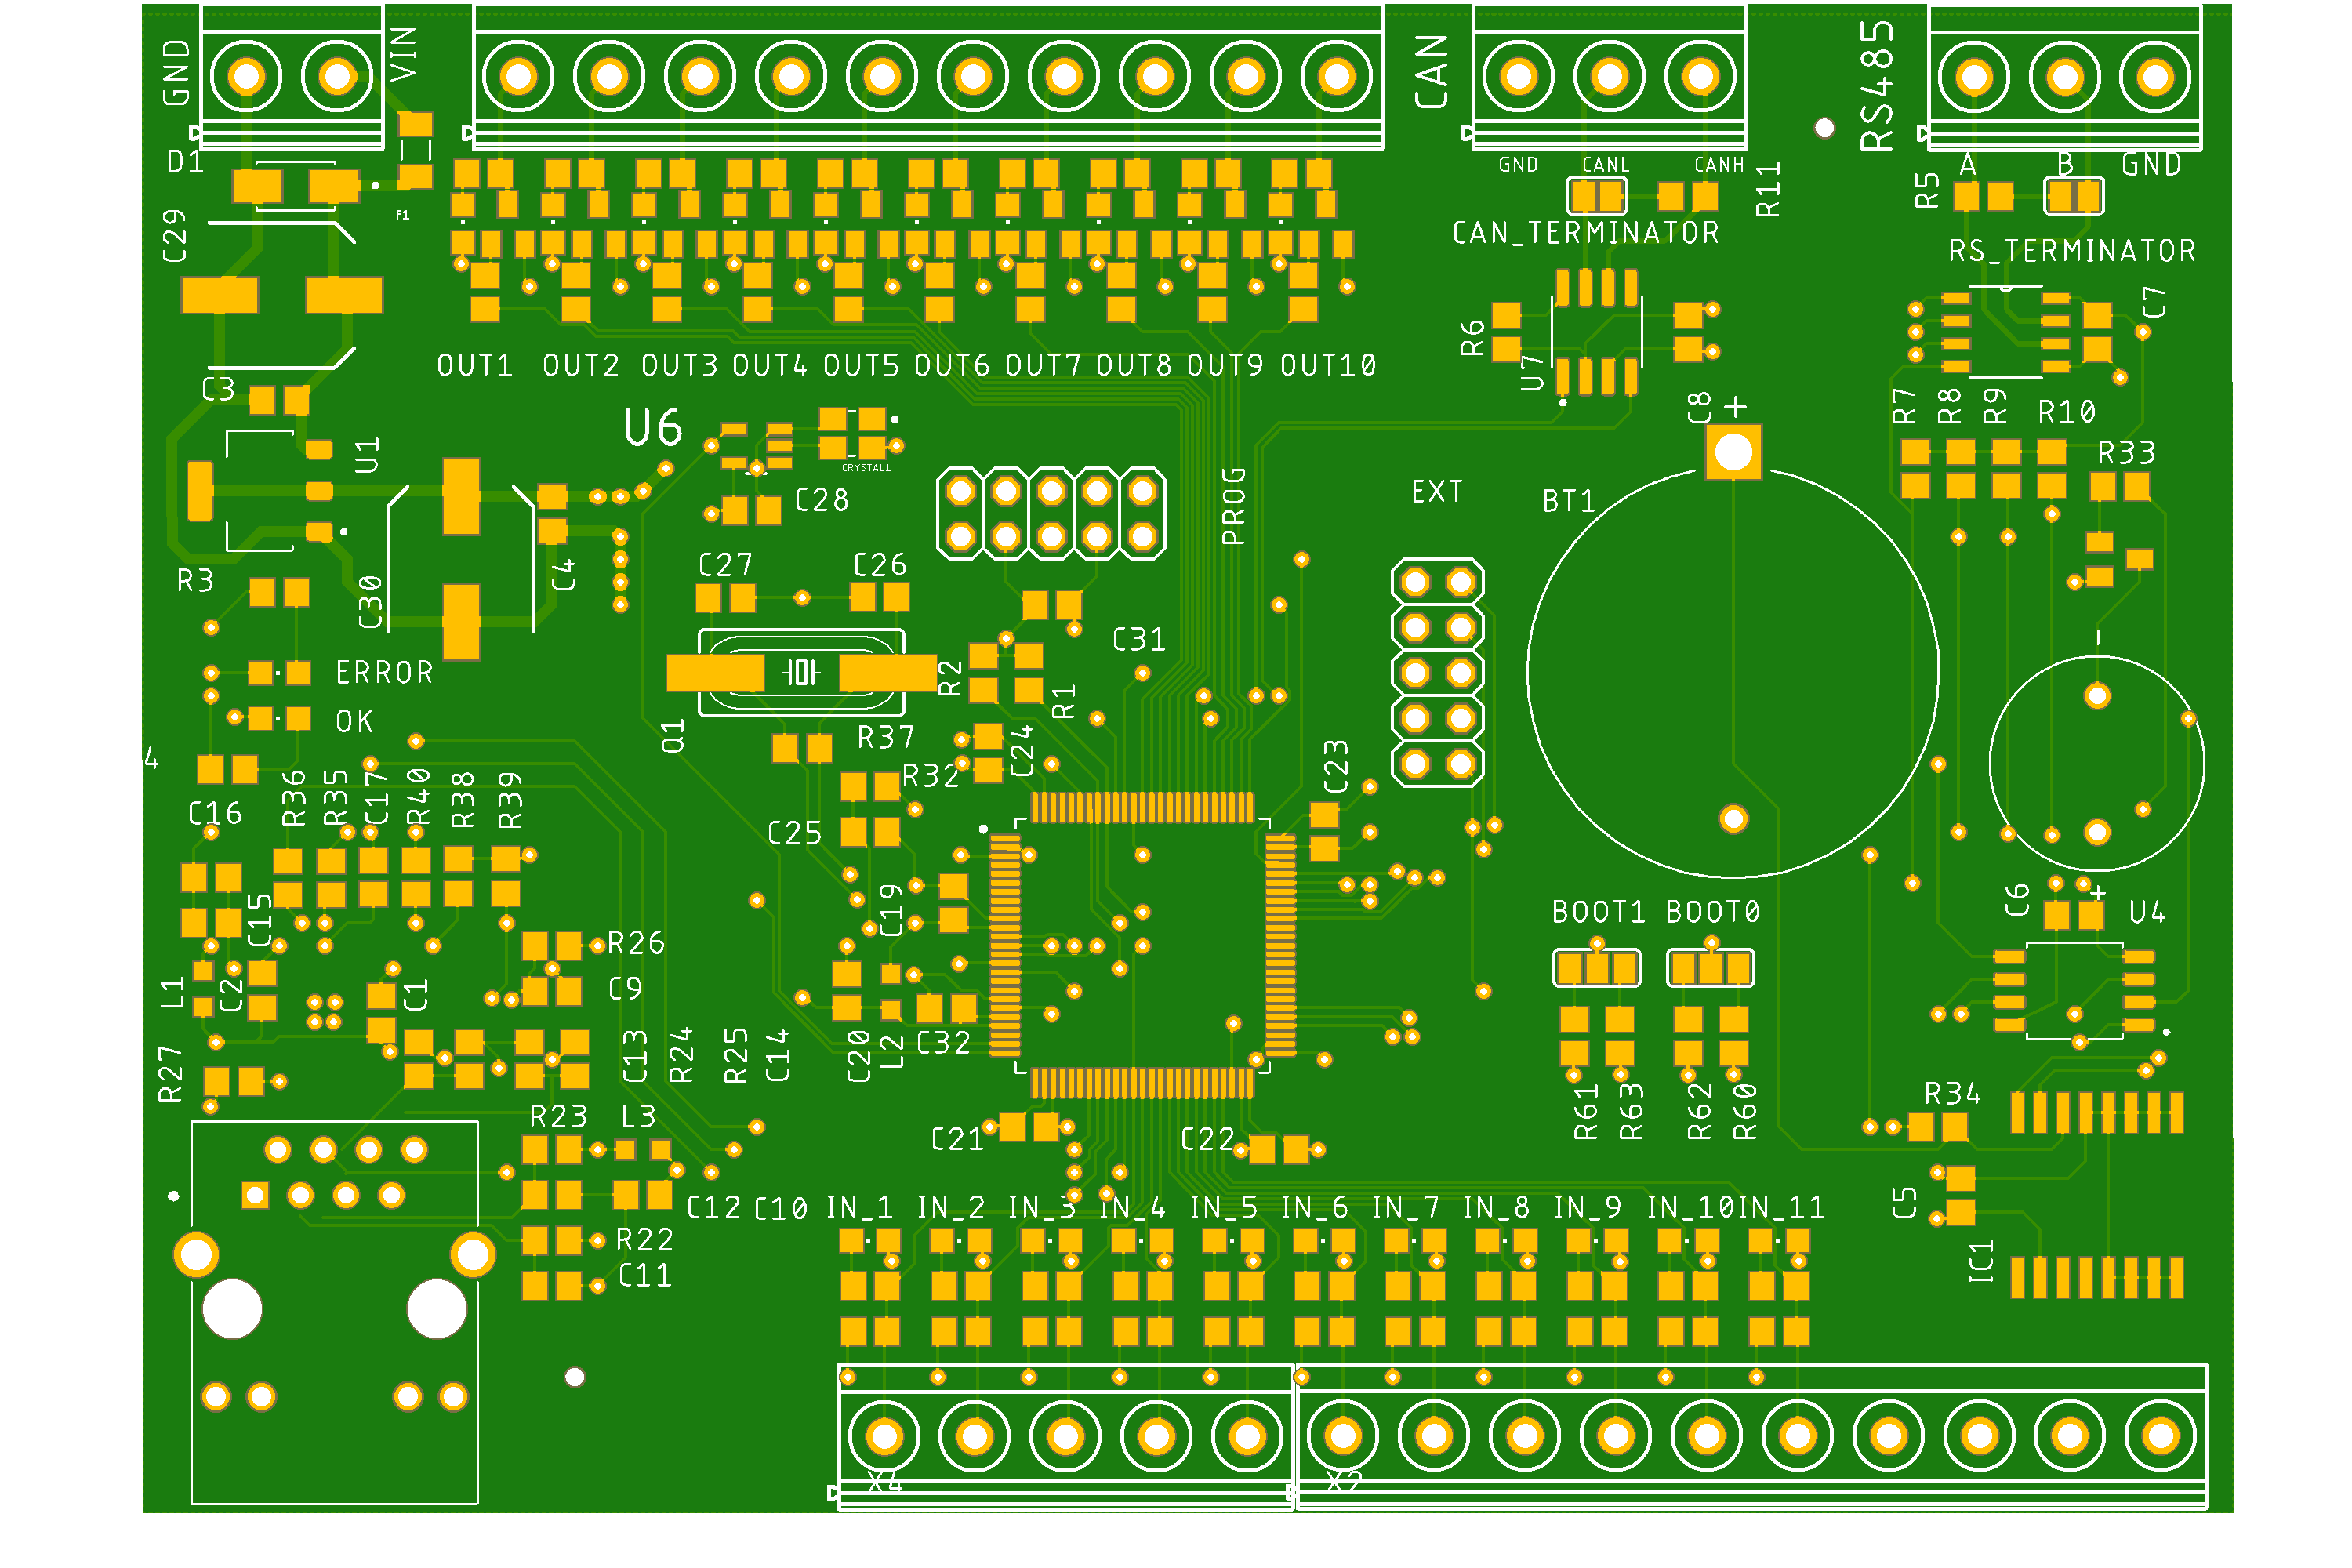 GND
VIN
CAN
RS485
D1
GND
CANL
CANH
R11
R5
A
B
GND
F1
C29
CAN_TERMINATOR
RS_TERMINATOR
C7
R6
U7
OUT1 OUT2 OUT3 OUT4 OUT5 OUT6 OUT7 OUT8 OUT9 OUT10
C3
C8
+
R7
R8
R9
R10
U6
U1
CRYSTAL1
R33
C28
PROG
EXT
BT1
R3
C30
C4
C27
C26
C31
R2
R1
ERROR
OK
Q1
R37
C24
C23
4
R32
C16
R36
R35
C17
R40
R38
R39
C25
C15
C19
BOOT1 BOOT0
C6
+
U4
R26
L1
C2
C1
C9
R27
C13
R24
R25
C14
C20
L2
C32
R61
R63
R62
R60
R34
R23
L3
C21
C22
C12
C10
IN_1 IN_2 IN_3 IN_4 IN_5 IN_6 IN_7 IN_8 IN_9 IN_10 IN_11
C5
R22
C11
IC1
X4
X2